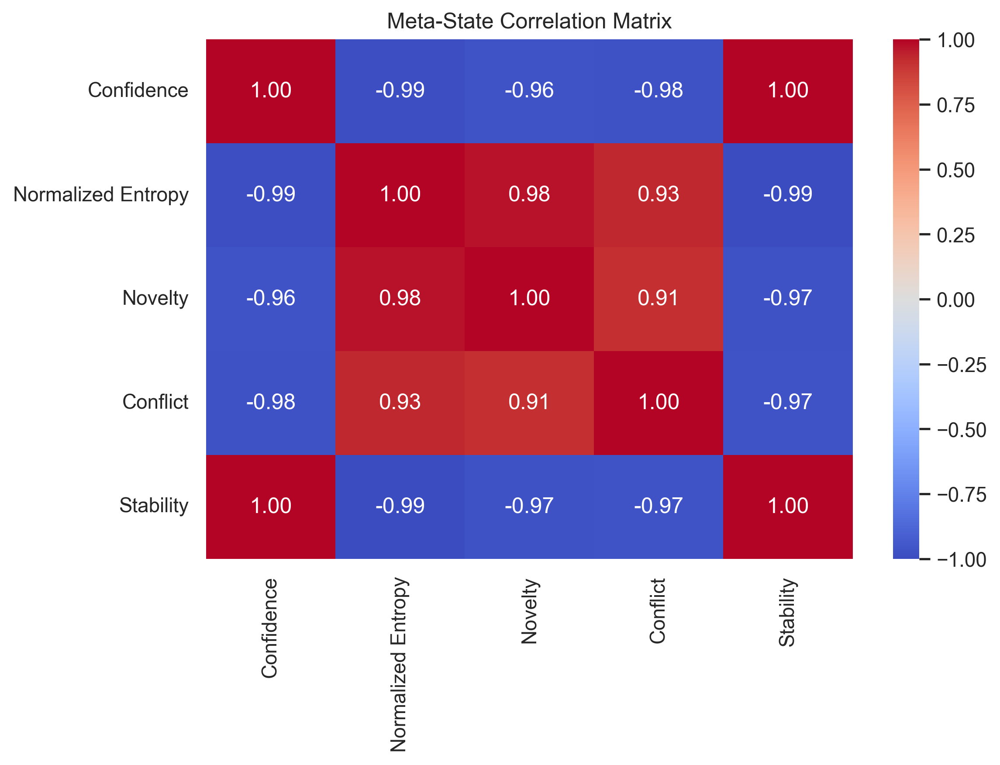 Meta-State Correlation Matrix
Confidence 1.00 -0.99 -0.96 -0.98 1.00
Normalized Entropy -0.99 1.00 0.98 0.93 -0.99
Novelty -0.96 0.98 1.00 0.91 -0.97
Conflict -0.98 0.93 0.91 1.00 -0.97
Stability 1.00 -0.99 -0.97 -0.97 1.00
Confidence
Normalized Entropy
Novelty
Conflict
Stability
1.00
0.75
0.50
0.25
0.00
−0.25
−0.50
−0.75
−1.00